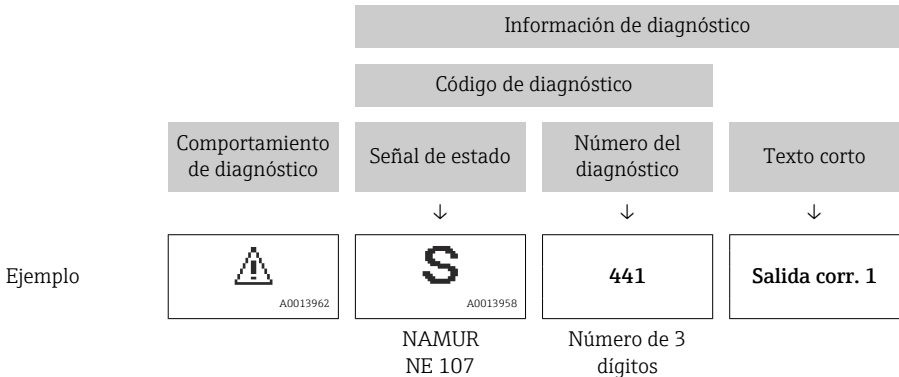 Información de diagnóstico
Código de diagnóstico
Comportamiento
de diagnóstico
Señal de estado
Número del
diagnóstico
Texto corto
↓ ↓ ↓
Ejemplo
S
441
Salida corr. 1
A0013962
A0013958
NAMUR
NE 107
Número de 3
dígitos